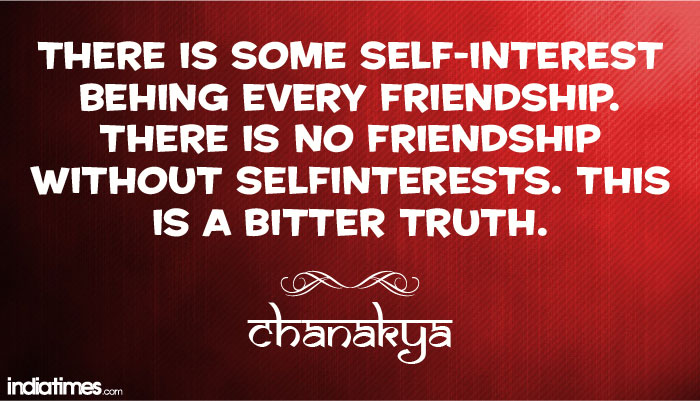 THERE IS SOME SELF-INTEREST
BEHING EVERY FRIENDSHIP.
THERE IS NO FRIENDSHIP
WITHOUT SELFINTERESTS. THIS
IS A BITTER TRUTH.
chanakya
indiatimes.com